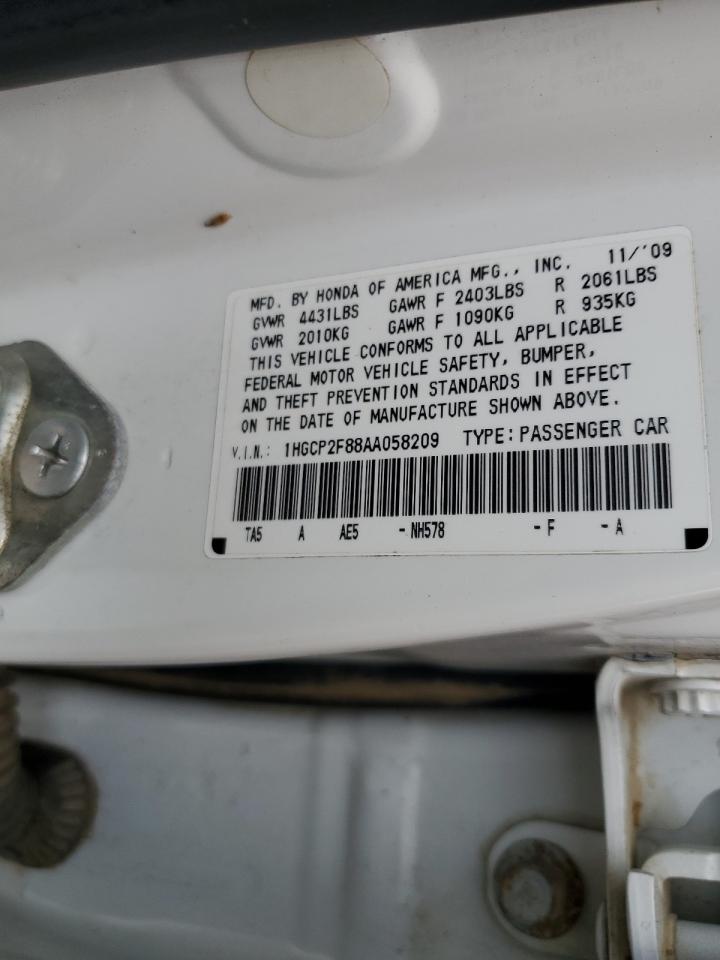 MFD. BY HONDA OF AMERICA MFG., INC. 11/'09
GVWR 4431LBS GAWR F 2403LBS R 2061LBS
GVWR 2010KG GAWR F 1090KG R 935KG
THIS VEHICLE CONFORMS TO ALL APPLICABLE
FEDERAL MOTOR VEHICLE SAFETY, BUMPER,
AND THEFT PREVENTION STANDARDS IN EFFECT
ON THE DATE OF MANUFACTURE SHOWN ABOVE.
V.I.N.: 1HGCP2F88AA058209 TYPE: PASSENGER CAR
TA5 A AE5 - NH578 - F - A